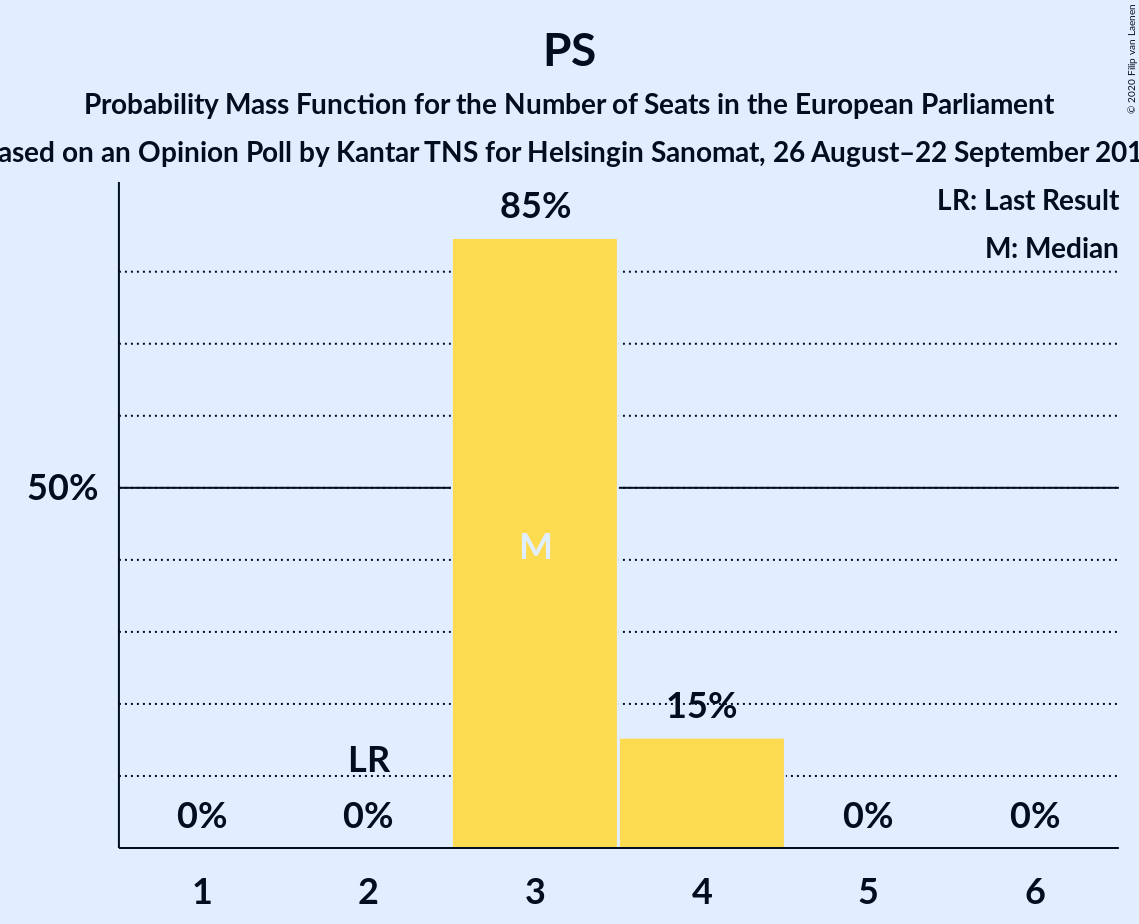 PS
Probability Mass Function for the Number of Seats in the European Parliament
ased on an Opinion Poll by Kantar TNS for Helsingin Sanomat, 26 August–22 September 201
© 2020 Filip van Laenen
LR: Last Result
M: Median
85%
50%
M
15%
LR
0%
0%
0%
0%
1
2
3
4
5
6